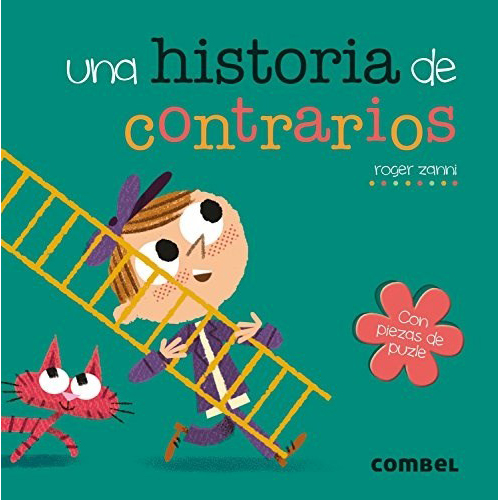 una historia de
contrarios
roger zanni
Con
piezas de
puzle
COMBEL